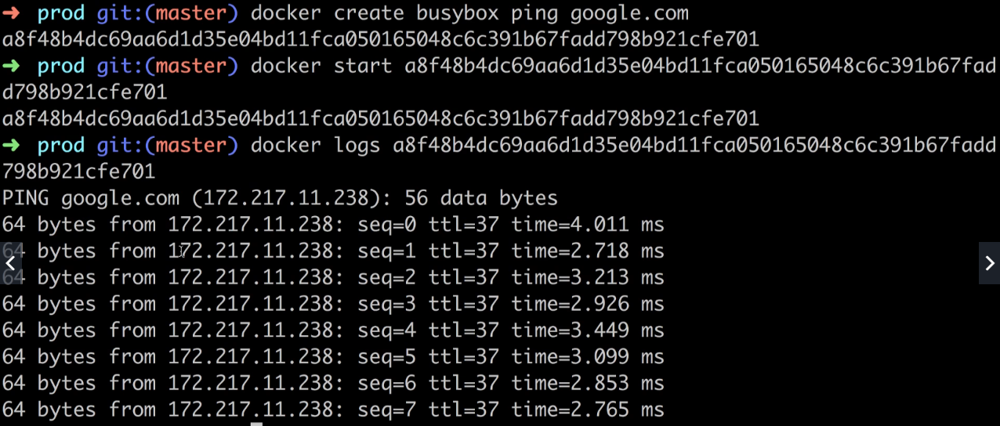 ➜ prod git:(master) docker create busybox ping google.com
a8f48b4dc69aa6d1d35e04bd11fca050165048c6c391b67fadd798b921cfe701
➜ prod git:(master) docker start a8f48b4dc69aa6d1d35e04bd11fca050165048c6c391b67fad
d798b921cfe701
a8f48b4dc69aa6d1d35e04bd11fca050165048c6c391b67fadd798b921cfe701
➜ prod git:(master) docker logs a8f48b4dc69aa6d1d35e04bd11fca050165048c6c391b67fadd
798b921cfe701
PING google.com (172.217.11.238): 56 data bytes
64 bytes from 172.217.11.238: seq=0 ttl=37 time=4.011 ms
64 bytes from 172.217.11.238: seq=1 ttl=37 time=2.718 ms
64 bytes from 172.217.11.238: seq=2 ttl=37 time=3.213 ms
64 bytes from 172.217.11.238: seq=3 ttl=37 time=2.926 ms
64 bytes from 172.217.11.238: seq=4 ttl=37 time=3.449 ms
64 bytes from 172.217.11.238: seq=5 ttl=37 time=3.099 ms
64 bytes from 172.217.11.238: seq=6 ttl=37 time=2.853 ms
64 bytes from 172.217.11.238: seq=7 ttl=37 time=2.765 ms